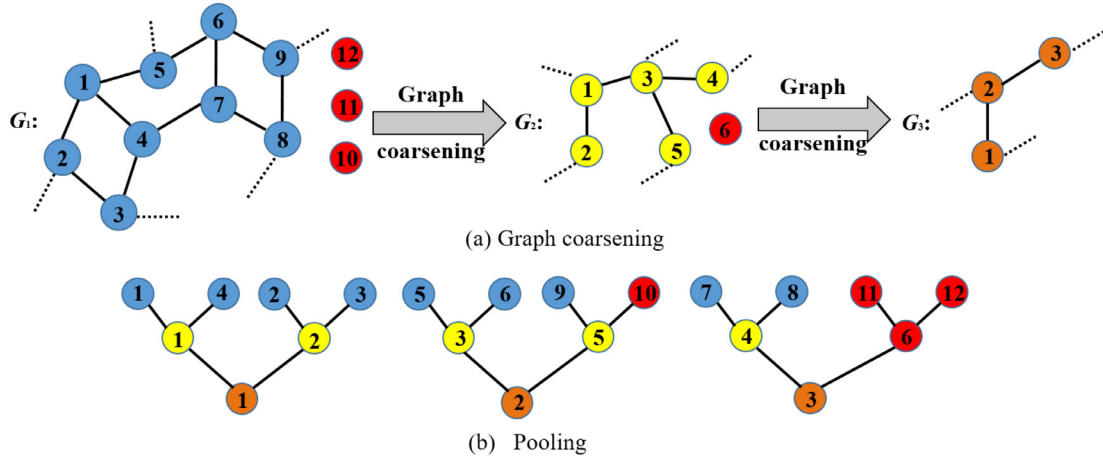 6
12
5
9
3
1
Graph
3
4
Graph
1
2
7
11
G₁:
4
G₂:
6
G₃:
8
2
coarsening
2
5
coarsening
1
10
3
(a) Graph coarsening
1 4 2 3 5 6 9 10 7 8 11 12
1 2 3 5 4 6
1 2 3
(b) Pooling